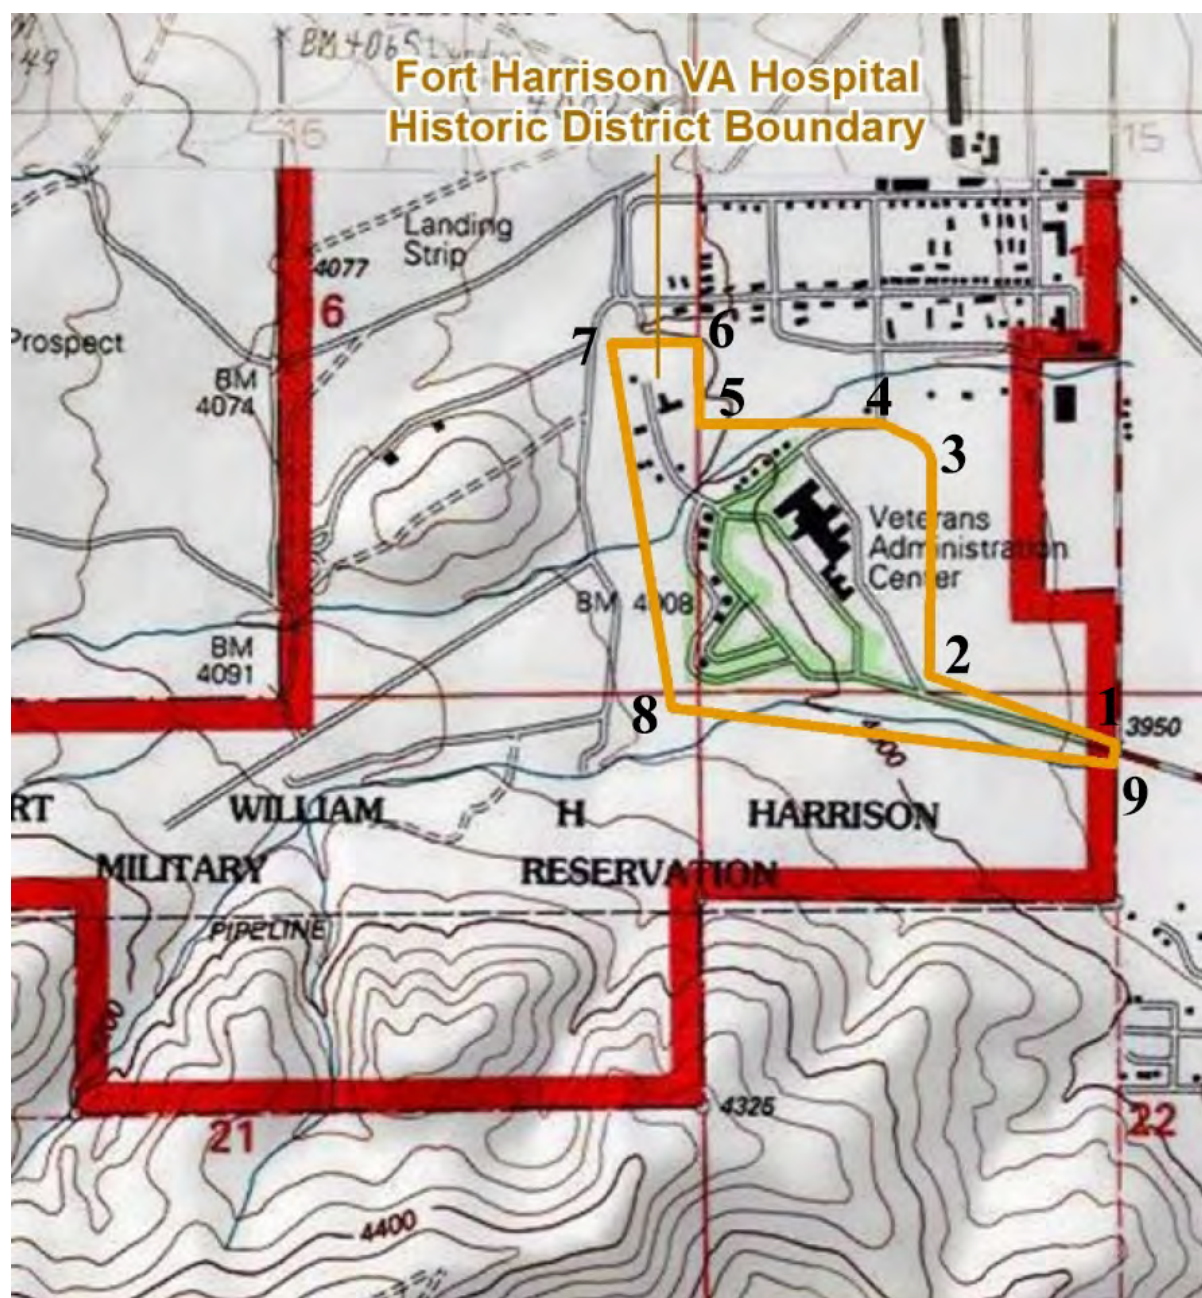 BM 4065
49
Fort Harrison VA Hospital
Historic District Boundary
16
15
Landing
Strip
4077
6
Prospect
BM
4074
7
6
5
4
3
Veterans
Administration
Center
BM 4008
BM
4091
2
1
8
3950
9
RT WILLIAM H HARRISON
MILITARY RESERVATION
PIPELINE
4325
21
22
4400